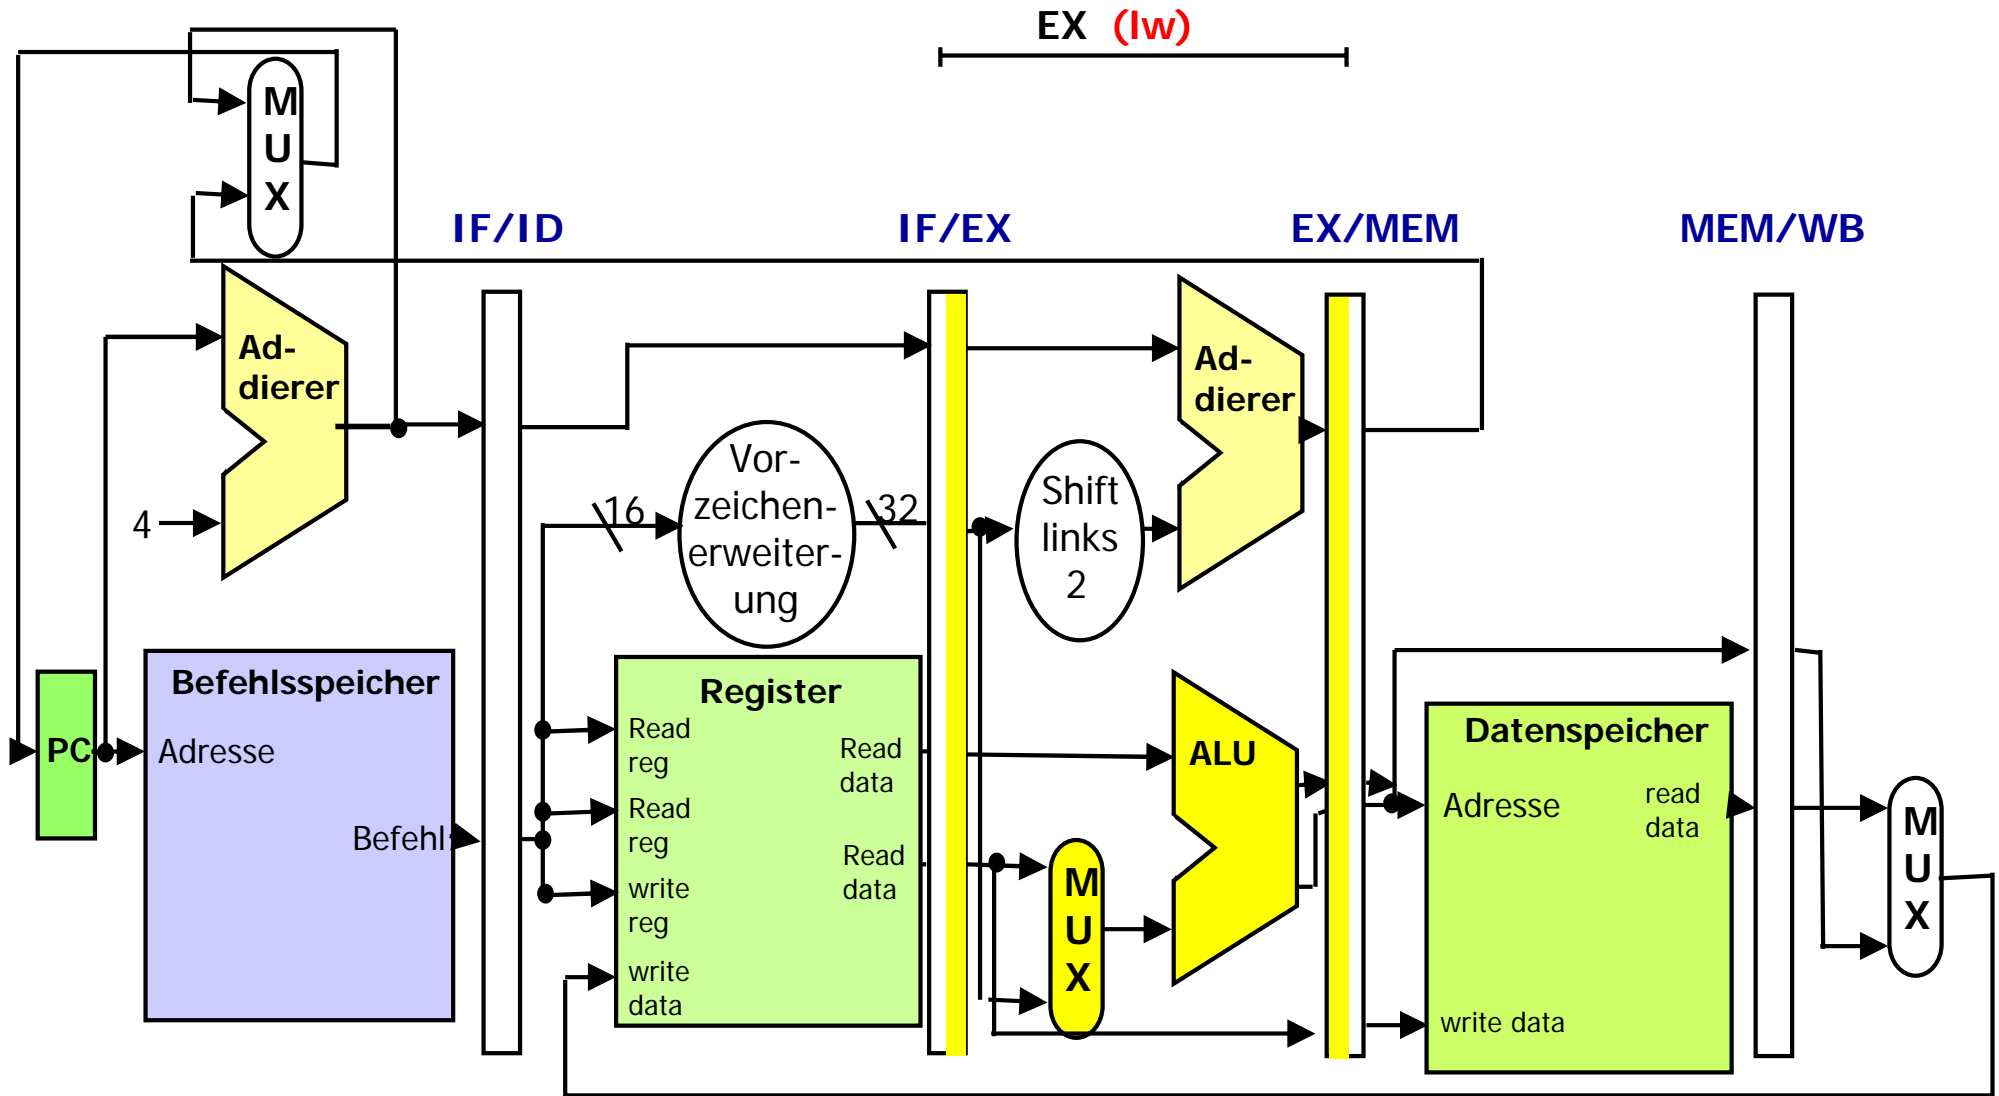 EX (lw)
M
U
X
IF/ID
IF/EX
EX/MEM
MEM/WB
Ad-
dierer
Ad-
dierer
4
16
Vor-
zeichen-
erweiter-
ung
32
Shift
links
2
PC
Befehlsspeicher
Adresse
Befehl
Register
Read
reg
Read
reg
write
reg
write
data
Read
data
Read
data
M
U
X
ALU
Datenspeicher
Adresse
read
data
write data
M
U
X